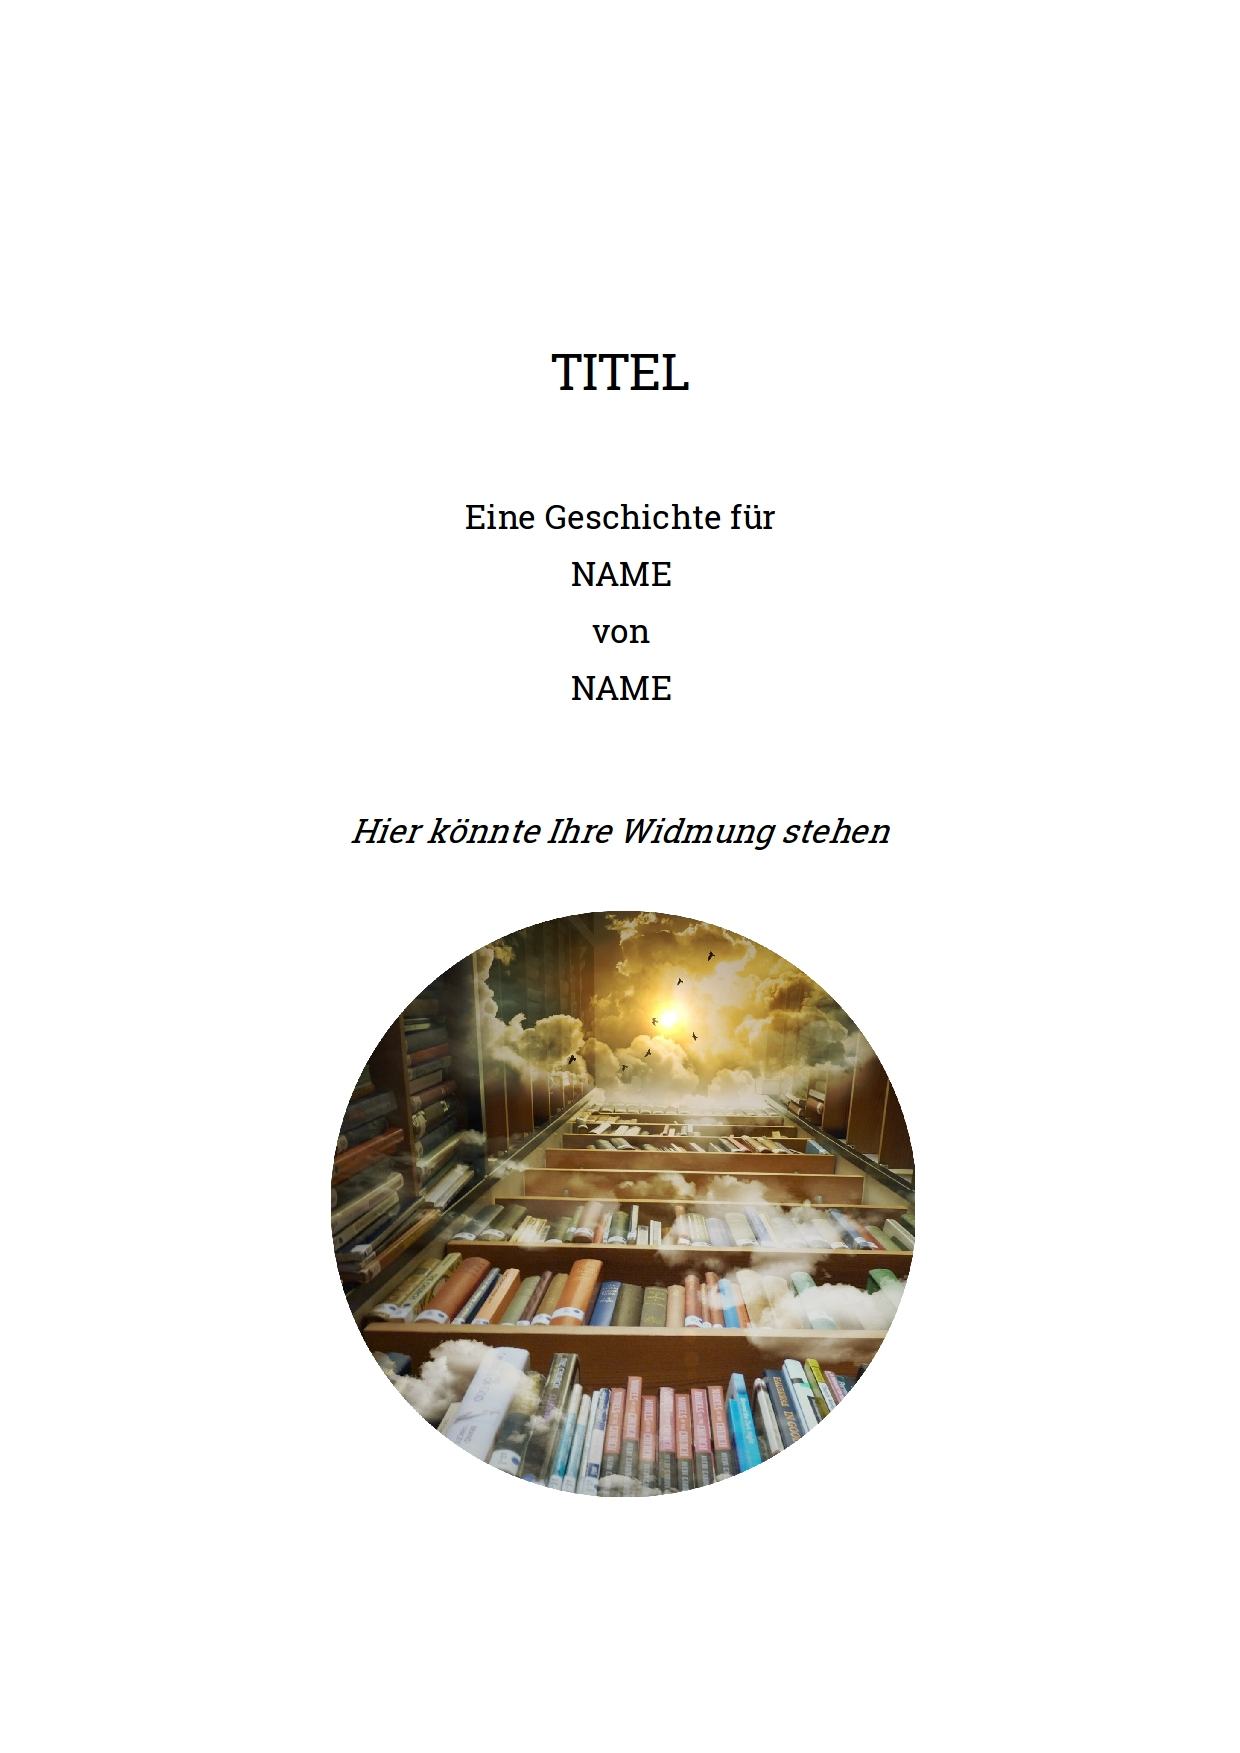 TITEL
Eine Geschichte für
NAME
von
NAME
Hier könnte Ihre Widmung stehen